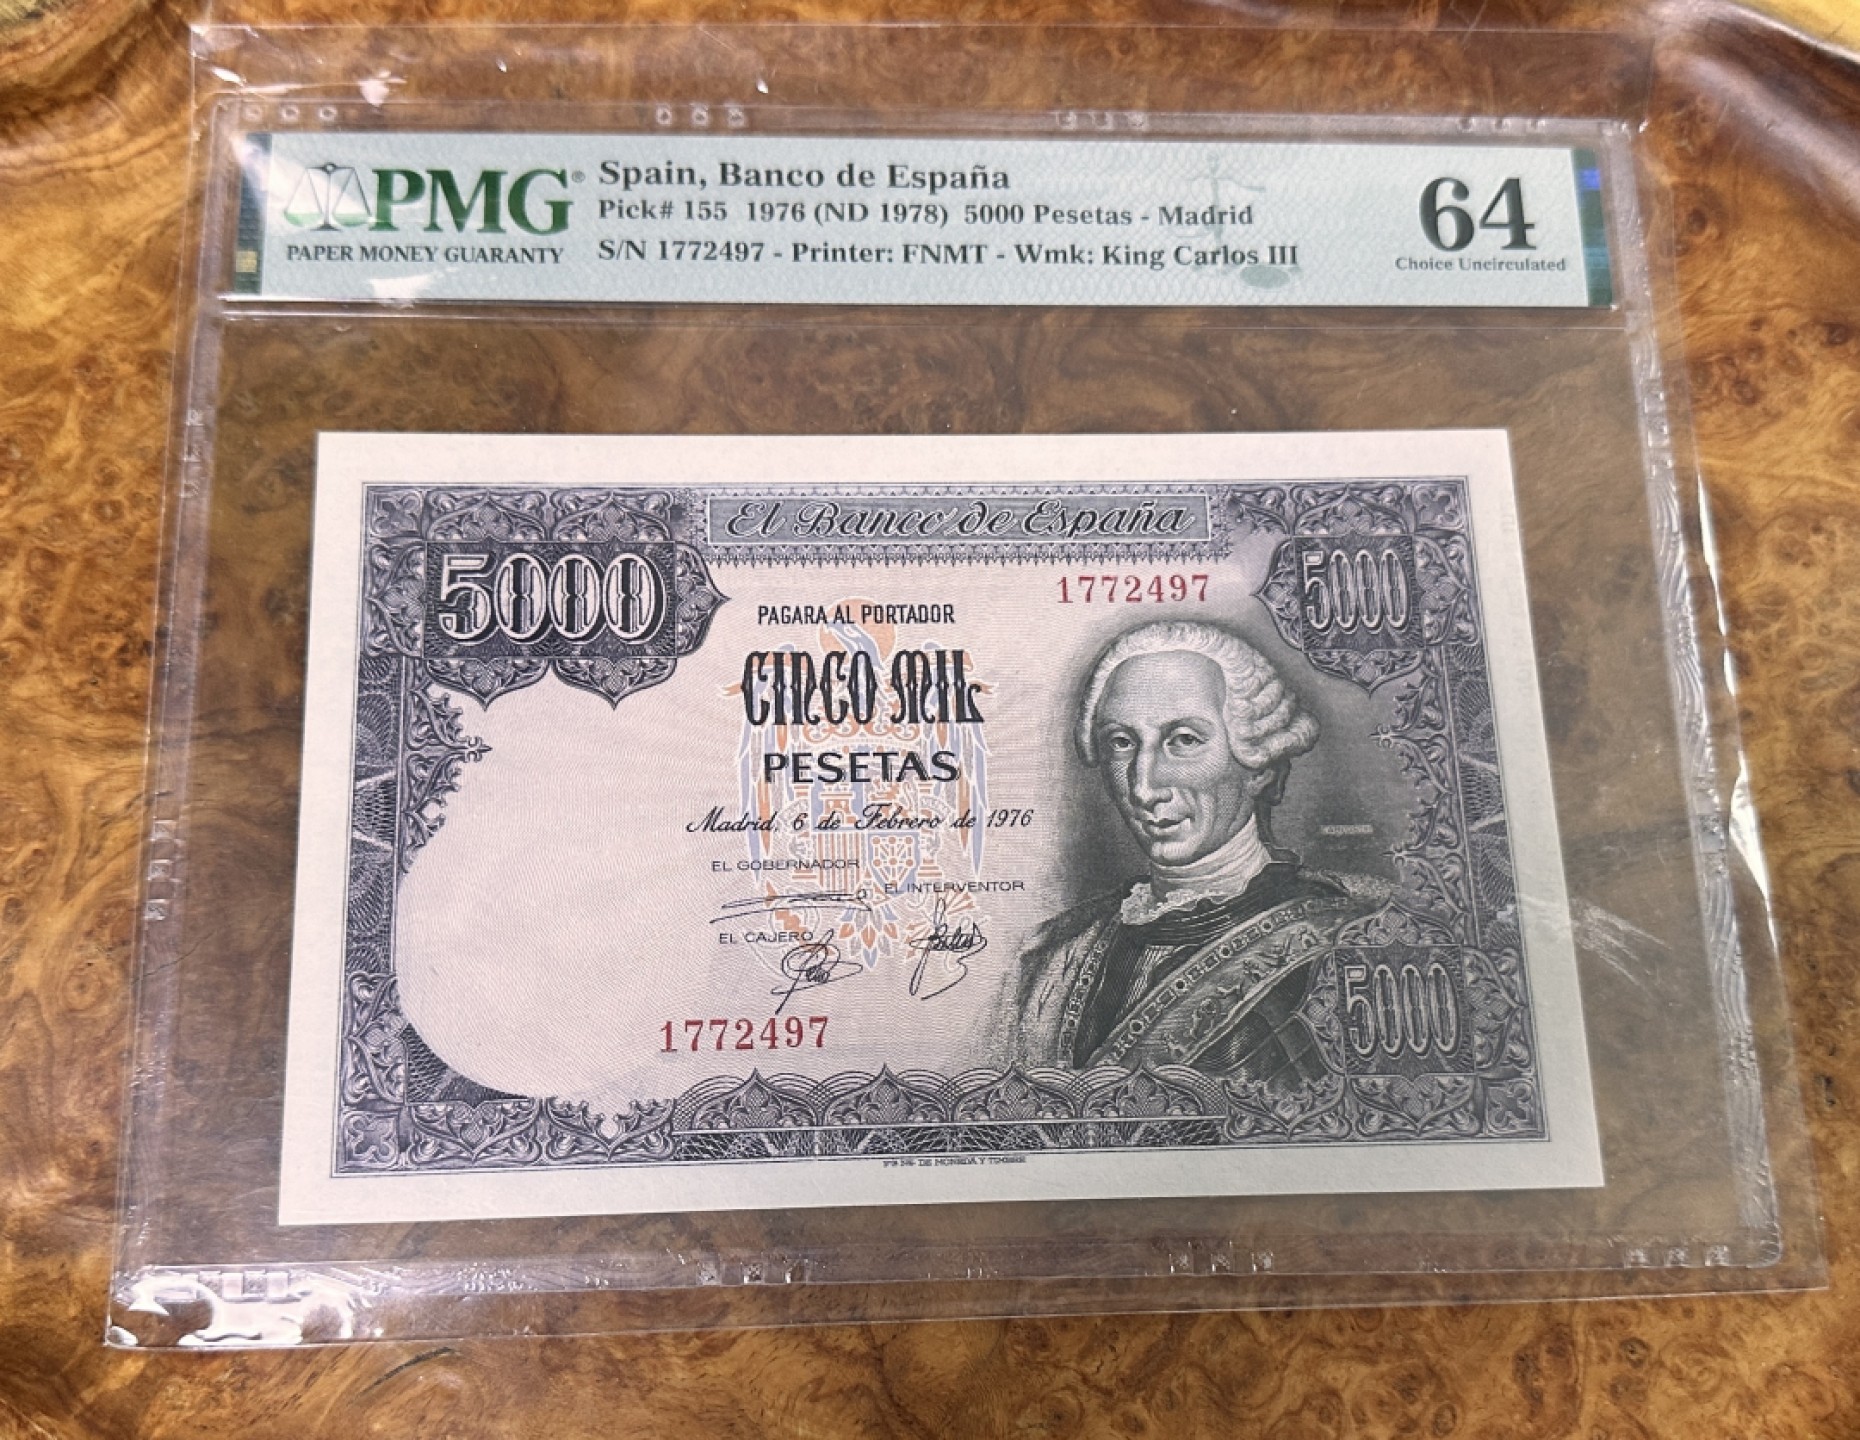 PMG®
PAPER MONEY GUARANTY
Spain, Banco de España
Pick# 155 1976 (ND 1978) 5000 Pesetas - Madrid
S/N 1772497 - Printer: FNMT - Wmk: King Carlos III
64
Choice Uncirculated
El Banco de España
5000
5000
1772497
PAGARA AL PORTADOR
CINCO MIL
PESETAS
Madrid, 6 de Febrero de 1976
EL GOBERNADOR
EL INTERVENTOR
EL CAJERO
5000
1772497